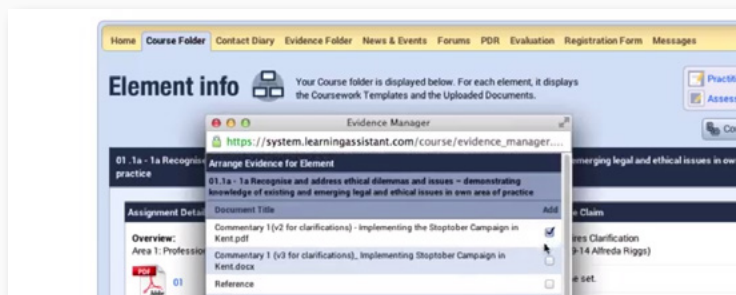 Home Course Folder Contact Diary Evidence Folder News & Events Forums PDR Evaluation Registration Form Messages
Element info
Your Course folder is displayed below. For each element, it displays
the Coursework Templates and the Uploaded Documents.
Evidence Manager
https://system.learningassistant.com/course/evidence_manager....
01 .1a - 1a Recognise
practice
emerging legal and ethical issues in
Arrange Evidence for Element
01.1a - 1a Recognise and address ethical dilemmas and issues – demonstrating
knowledge of existing and emerging legal and ethical issues in own area of practice
Assignment
Document Title Add
Claim
Overview:
Area 1:
Commentary 1(v2 for clarifications) - Implementing the Stoptober Campaign in
Kent.pdf
Clarification
Alfreda Riggs)
Commentary 1 (v3 for clarifications)_ Implementing Stoptober Campaign in
Kent.docx
PDF
01
Reference
set.